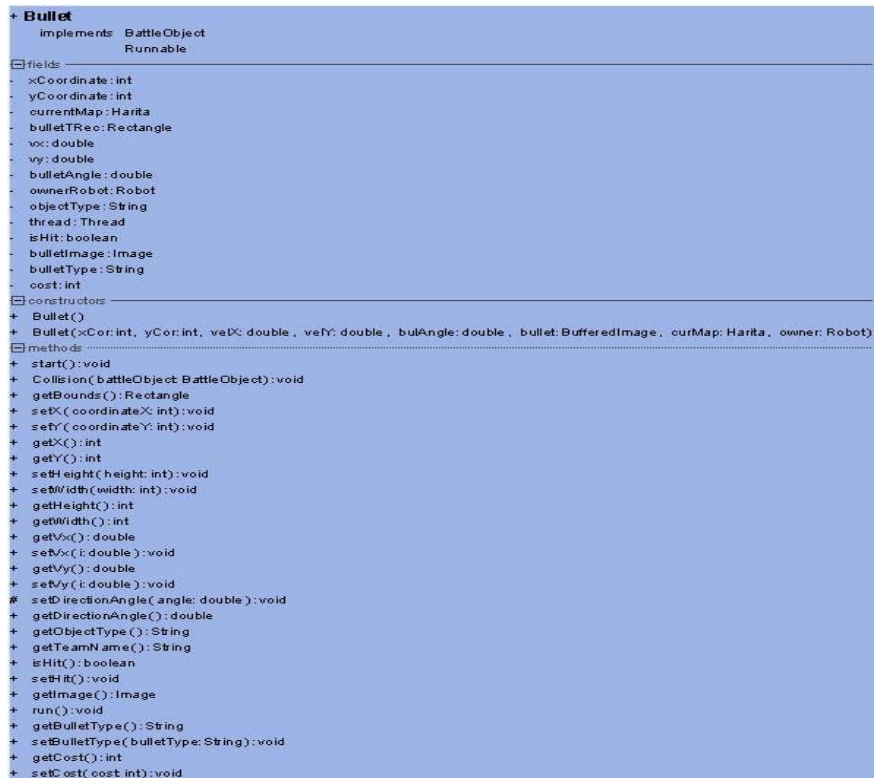 + Bullet
implements BattleObject
Runnable
fields
- xCoordinate:int
- yCoordinate:int
- currentMap:Harita
- bulletTRec:Rectangle
- vx:double
- vy:double
- bulletAngle:double
- ownerRobot:Robot
- objectType:String
- thread:Thread
- isHit:boolean
- bulletImage:Image
- bulletType:String
- cost:int
constructors
+ Bullet()
+ Bullet(xCor:int, yCor:int, velX:double, velY:double, bulAngle:double, bullet:BufferedImage, curMap:Harita, owner:Robot)
methods
+ start():void
+ Collision(battleObject:BattleObject):void
+ getBounds():Rectangle
+ setX(coordinateX:int):void
+ setY(coordinateY:int):void
+ getX():int
+ getY():int
+ setHeight(height:int):void
+ setWidth(width:int):void
+ getHeight():int
+ getWidth():int
+ getVx():double
+ setVx(i:double):void
+ getVy():double
+ setVy(i:double):void
# setDirectionAngle(angle:double):void
+ getDirectionAngle():double
+ getObjectType():String
+ getTeamName():String
+ isHit():boolean
+ setHit():void
+ getImage():Image
+ run():void
+ getBulletType():String
+ setBulletType(bulletType:String):void
+ getCost():int
+ setCost(cost:int):void